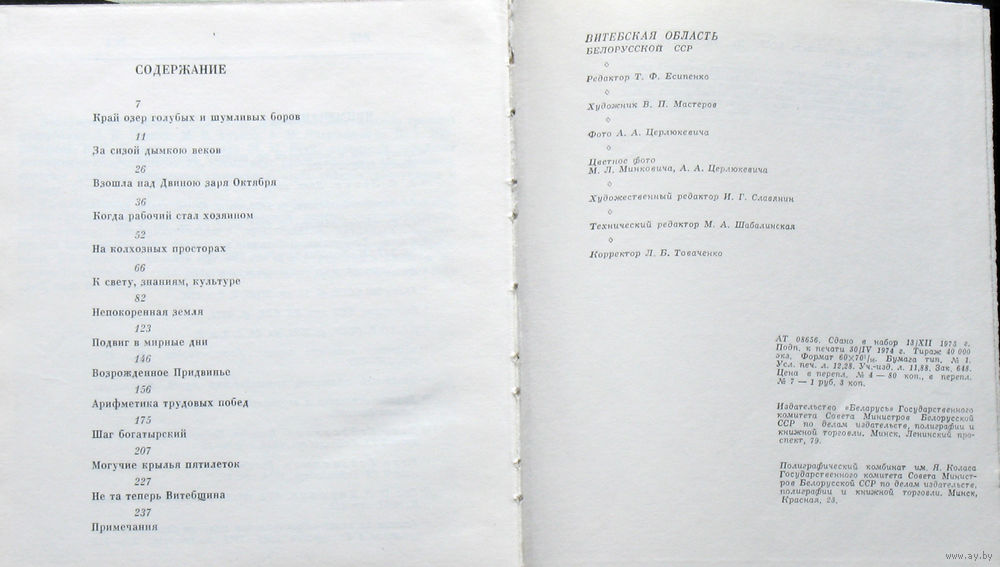 СОДЕРЖАНИЕ
7
Край озер голубых и шумливых боров
11
За сизой дымкою веков
26
Взошла над Двиною заря Октября
36
Когда рабочий стал хозяином
52
На колхозных просторах
66
К свету, знаниям, культуре
82
Непокоренная земля
123
Подвиг в мирные дни
146
Возрожденное Придвинье
156
Арифметика трудовых побед
175
Шаг богатырский
207
Могучие крылья пятилеток
227
Не та теперь Витебщина
237
Примечания
ВИТЕБСКАЯ ОБЛАСТЬ
БЕЛОРУССКОЙ ССР
Редактор Т. Ф. Есипенко
Художник В. П. Мастеров
Фото А. А. Церлюкевича
Цветное фото
М. Л. Минковича, А. А. Церлюкевича
Художественный редактор И. Г. Славянин
Технический редактор М. А. Шабалинская
Корректор Л. Б. Товаченко
АТ 08656. Сдано в набор 13/XII 1973 г.
Подп. к печати 30/IV 1974 г. Тираж 40 000
экз. Формат 60×70¹/₁₆. Бумага тип. № 1.
Усл. печ. л. 12,28. Уч.-изд. л. 11,88. Зак. 648.
Цена в перепл. № 4 — 80 коп., в перепл.
№ 7 — 1 руб. 3 коп.
Издательство «Беларусь» Государственного
комитета Совета Министров Белорусской
ССР по делам издательств, полиграфии и
книжной торговли. Минск, Ленинский про-
спект, 79.
Полиграфический комбинат им. Я. Коласа
Государственного комитета Совета Минист-
ров Белорусской ССР по делам издательств,
полиграфии и книжной торговли. Минск,
Красная, 23.
www.ay.by